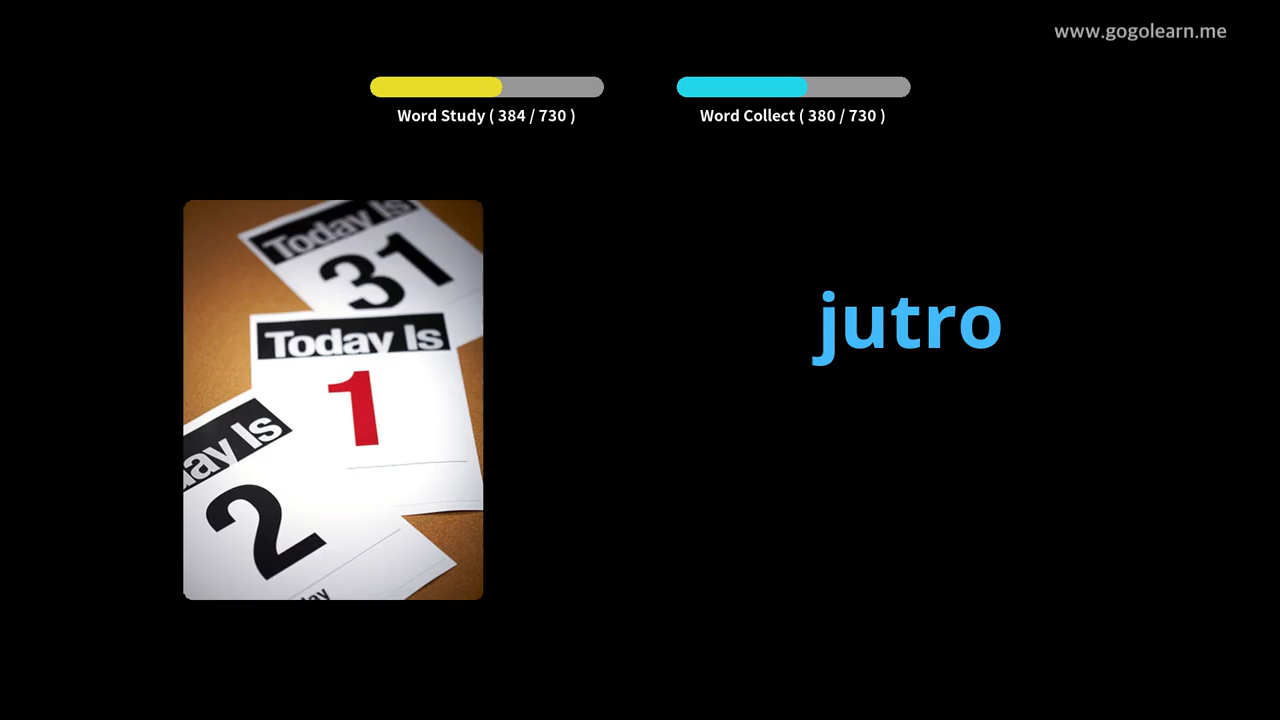 www.gogolearn.me
Word Study ( 384 / 730 )
Word Collect ( 380 / 730 )
Today Is
31
Today Is
1
jutro
ay Is
2